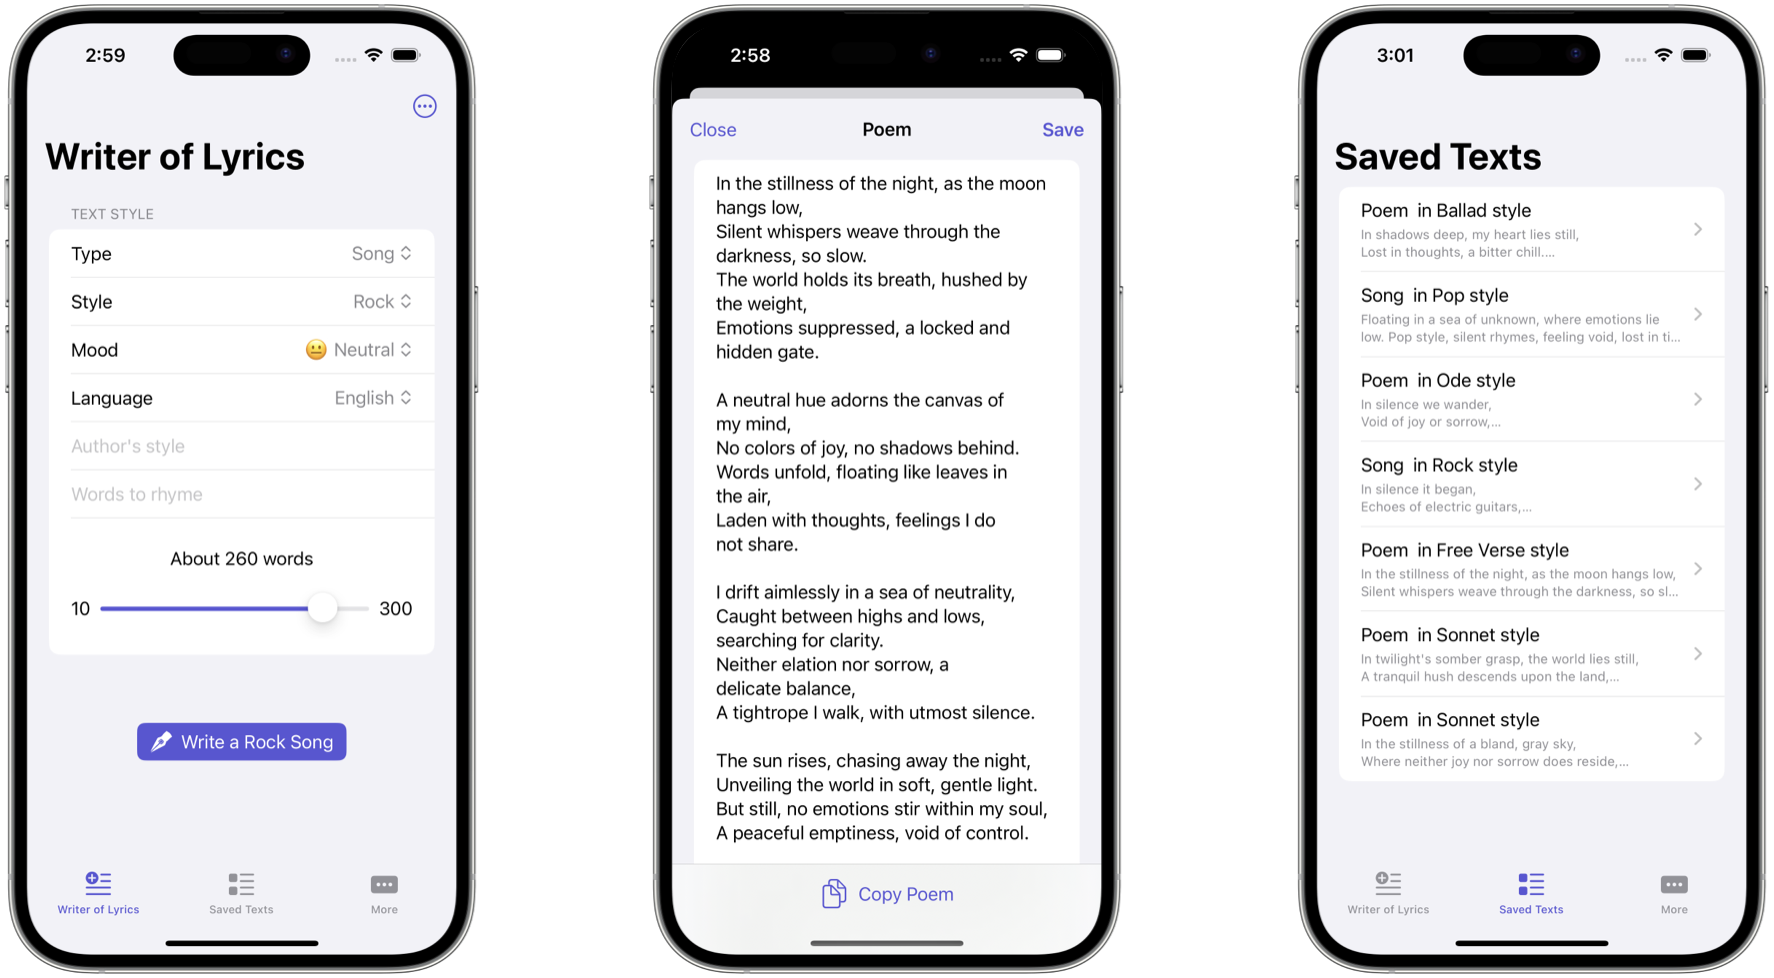 2:59
Writer of Lyrics
TEXT STYLE
Type Song
Style Rock
Mood 😐 Neutral
Language English
Author's style
Words to rhyme
About 260 words
10 300
Write a Rock Song
Writer of Lyrics Saved Texts More
2:58
Close Poem Save
In the stillness of the night, as the moon
hangs low,
Silent whispers weave through the
darkness, so slow.
The world holds its breath, hushed by
the weight,
Emotions suppressed, a locked and
hidden gate.
A neutral hue adorns the canvas of
my mind,
No colors of joy, no shadows behind.
Words unfold, floating like leaves in
the air,
Laden with thoughts, feelings I do
not share.
I drift aimlessly in a sea of neutrality,
Caught between highs and lows,
searching for clarity.
Neither elation nor sorrow, a
delicate balance,
A tightrope I walk, with utmost silence.
The sun rises, chasing away the night,
Unveiling the world in soft, gentle light.
But still, no emotions stir within my soul,
A peaceful emptiness, void of control.
Copy Poem
3:01
Saved Texts
Poem in Ballad style
In shadows deep, my heart lies still,
Lost in thoughts, a bitter chill....
Song in Pop style
Floating in a sea of unknown, where emotions lie
low. Pop style, silent rhymes, feeling void, lost in ti...
Poem in Ode style
In silence we wander,
Void of joy or sorrow,...
Song in Rock style
In silence it began,
Echoes of electric guitars,...
Poem in Free Verse style
In the stillness of the night, as the moon hangs low,
Silent whispers weave through the darkness, so sl...
Poem in Sonnet style
In twilight's somber grasp, the world lies still,
A tranquil hush descends upon the land,...
Poem in Sonnet style
In the stillness of a bland, gray sky,
Where neither joy nor sorrow does reside,...
Writer of Lyrics Saved Texts More